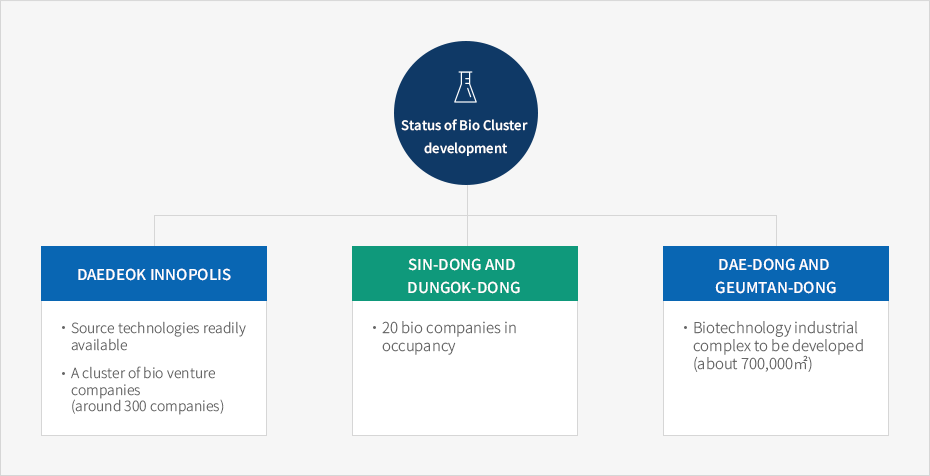 Status of Bio Cluster
development
DAEDEOK INNOPOLIS
• Source technologies readily
available
• A cluster of bio venture
companies
(around 300 companies)
SIN-DONG AND
DUNGOK-DONG
• 20 bio companies in
occupancy
DAE-DONG AND
GEUMTAN-DONG
• Biotechnology industrial
complex to be developed
(about 700,000㎡)